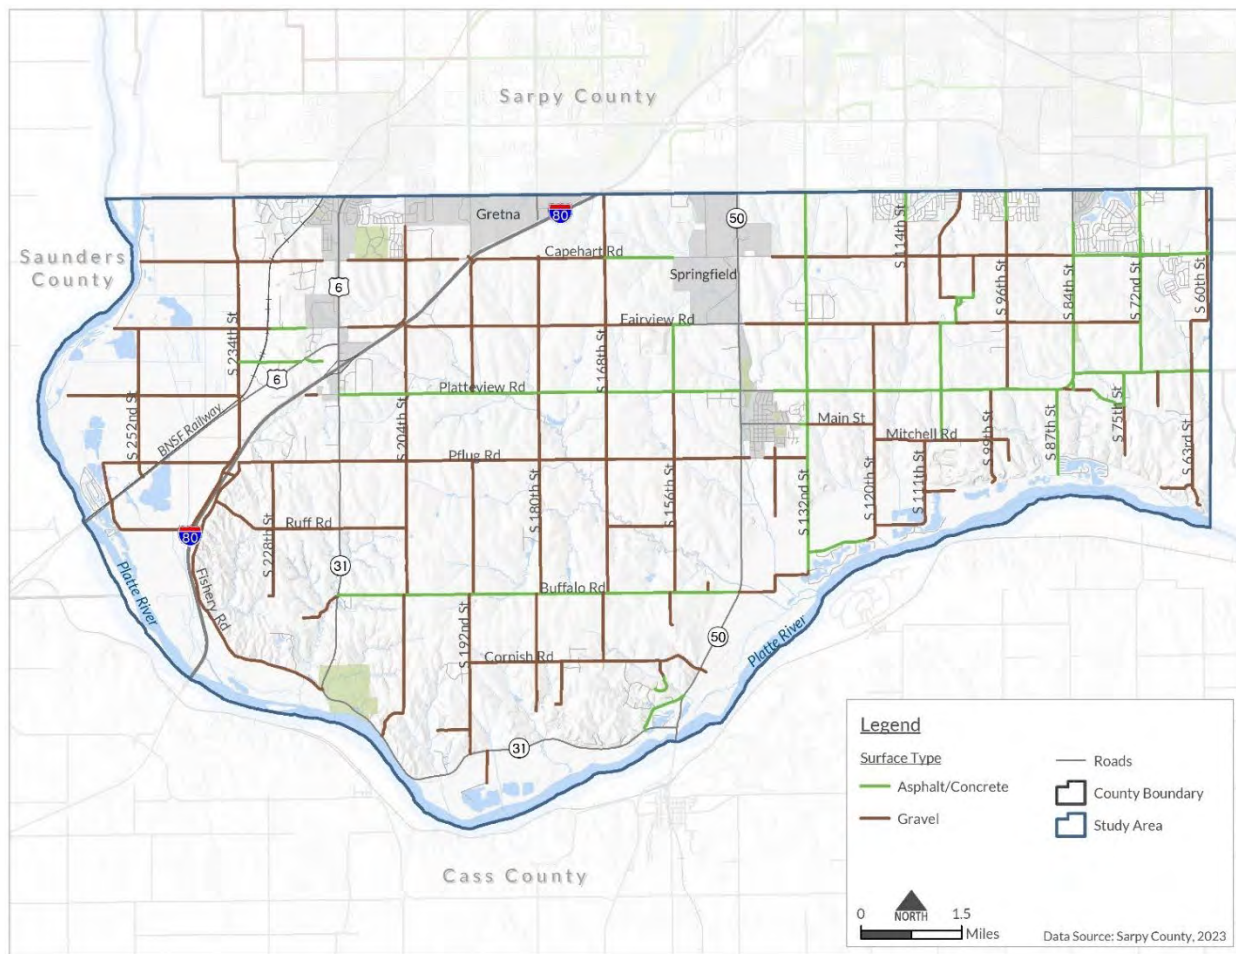 Sarpy County
Gretna
80
50
Saunders
County
Capehart Rd
Springfield
S 114th St
S 96th St
S 84th St
S 72nd St
S 60th St
6
S 234th St
Fairview Rd
S 168th St
6
Platteview Rd
S 252nd St
BNSF Railway
S 204th St
Main St
Mitchell Rd
S 99th St
S 87th St
S 75th St
S 63rd St
Pflug Rd
S 180th St
S 156th St
S 132nd St
S 120th St
S 111th St
80
Ruff Rd
S 228th St
31
Fishery Rd
Platte River
Buffalo Rd
S 192nd St
50
Platte River
Cornish Rd
31
Cass County
Legend
Surface Type
Asphalt/Concrete
Gravel
Roads
County Boundary
Study Area
0
NORTH
1.5
Miles
Data Source: Sarpy County, 2023